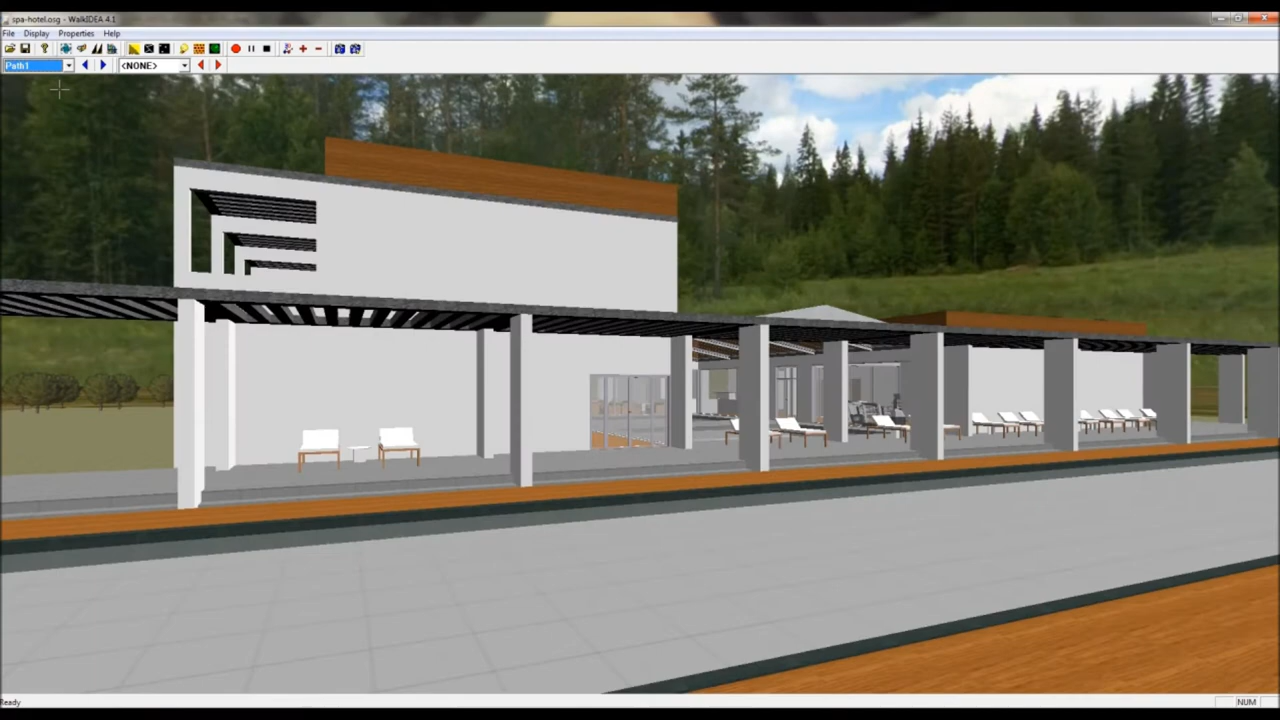 spa-hotel.osg - WalkIDEA 4.1
File Display Properties Help
Path1 <NONE>
Ready NUM